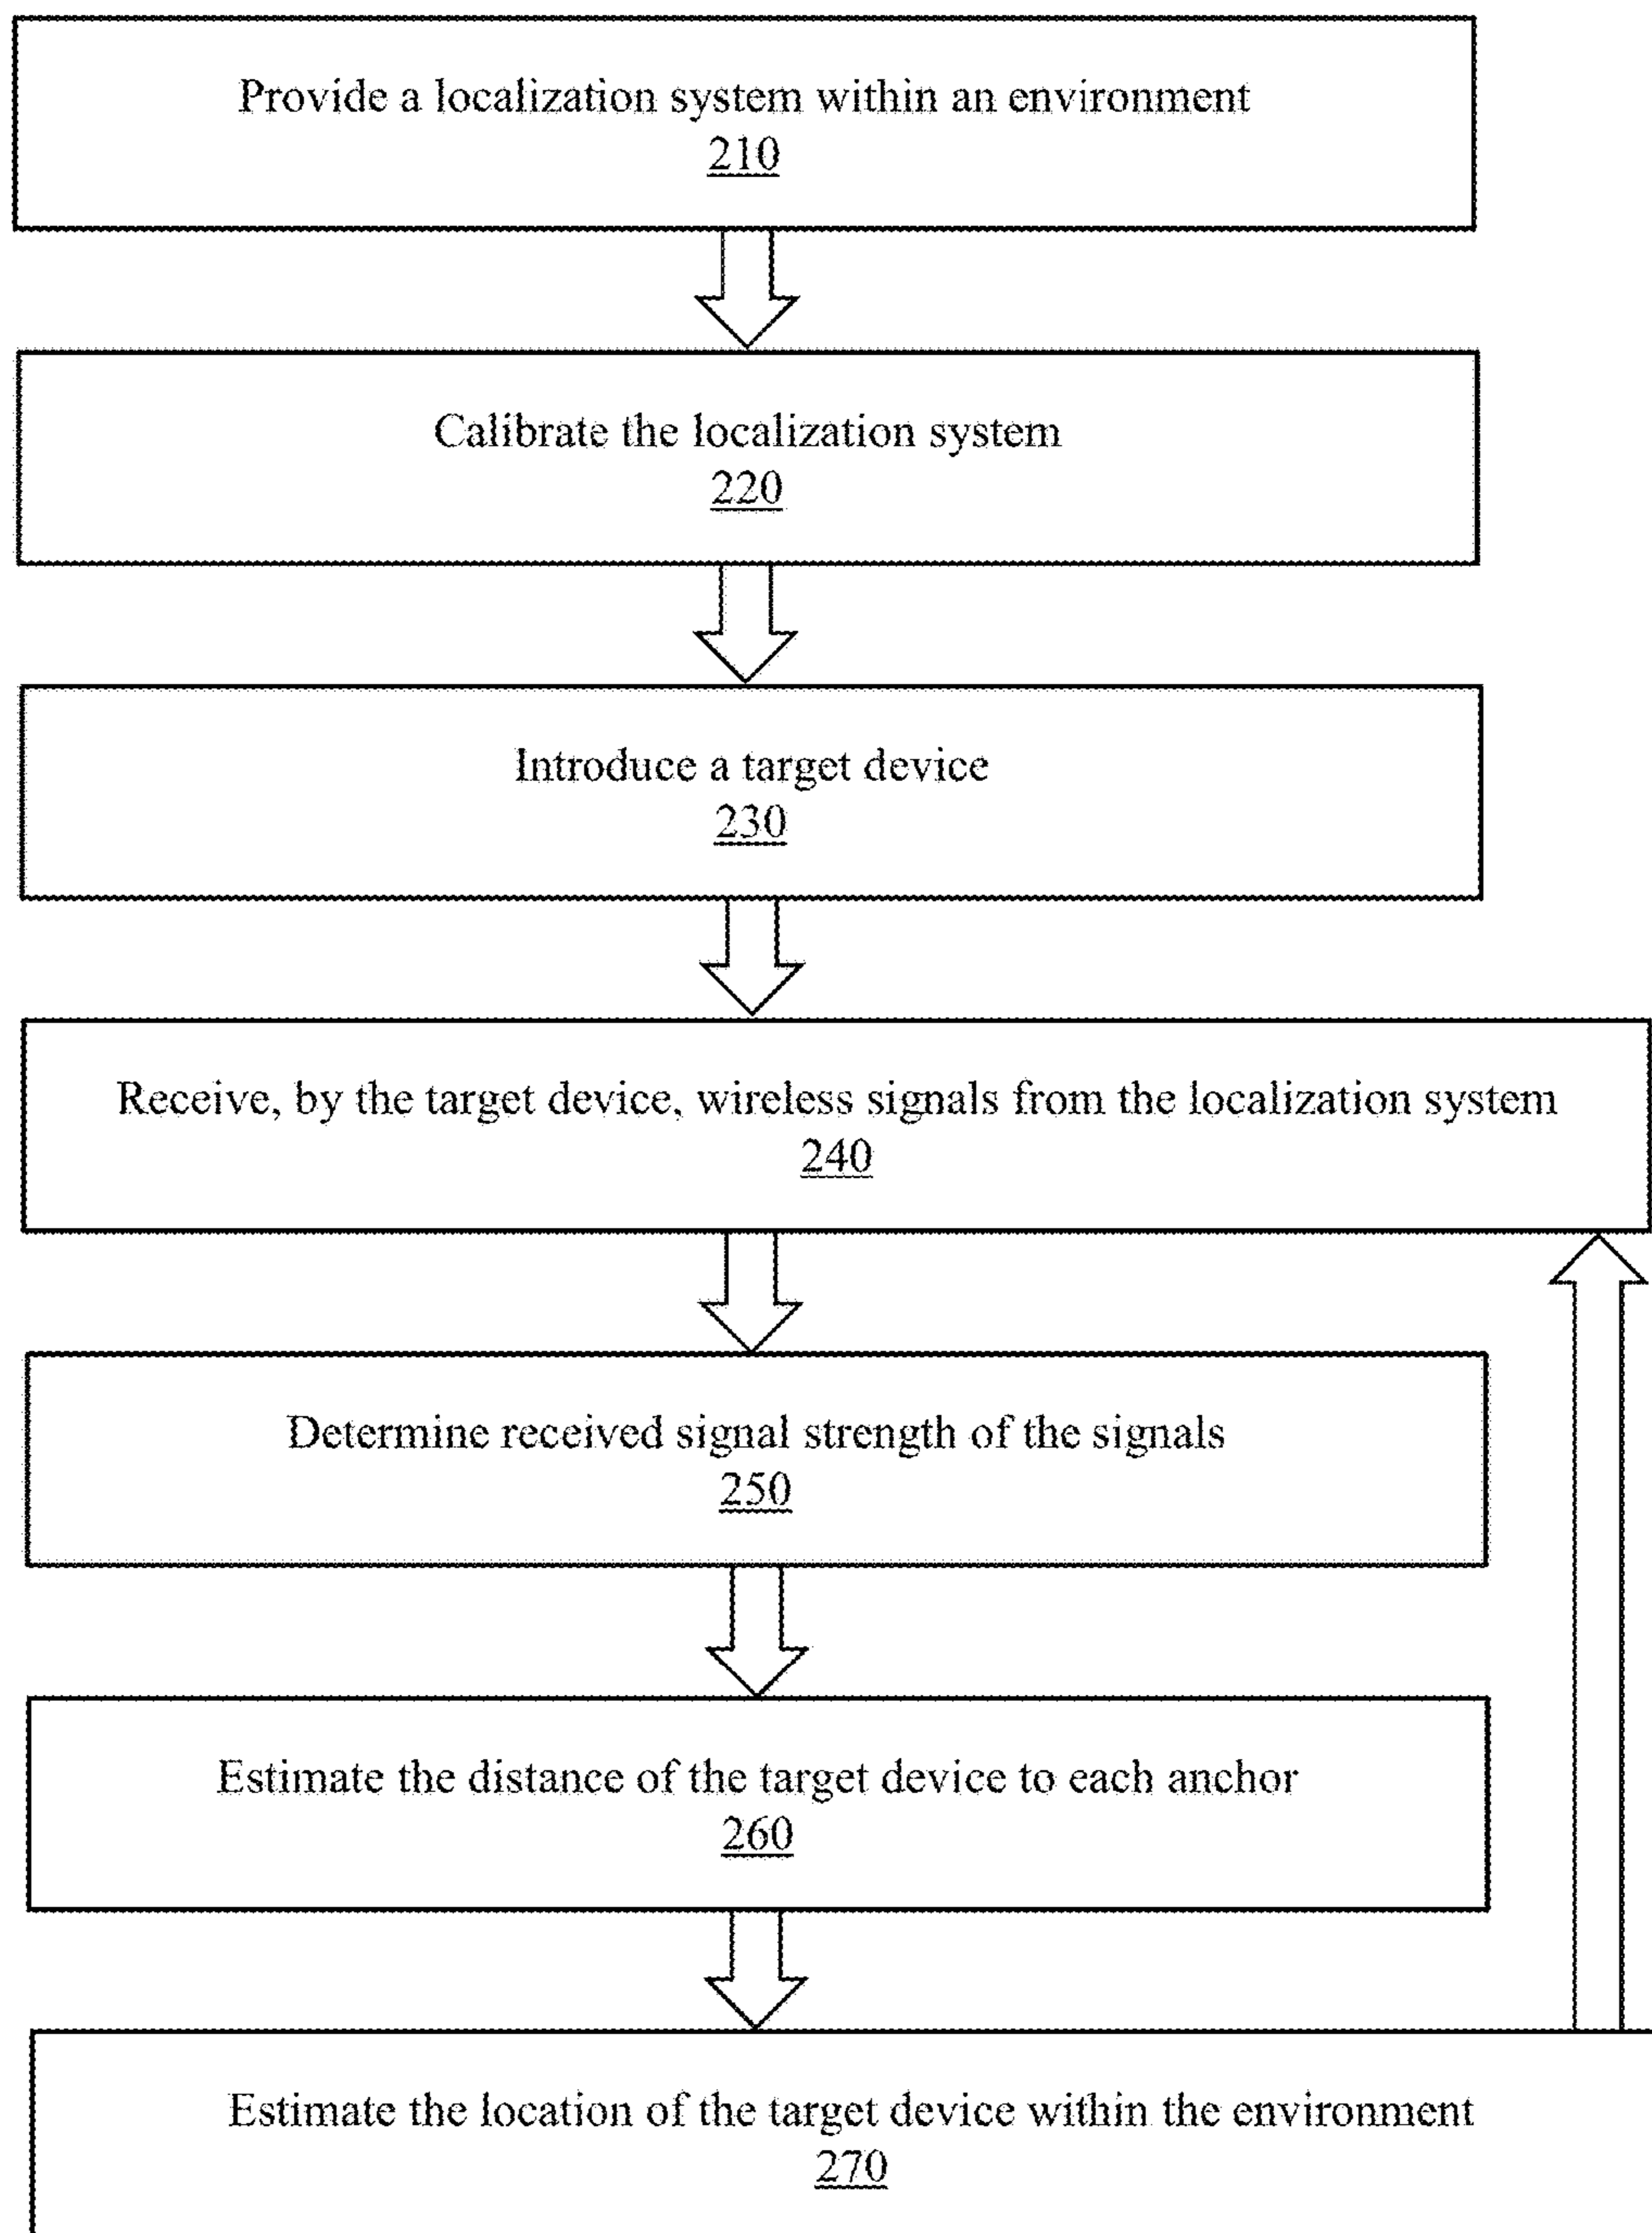 Provide a localization system within an environment
210
Calibrate the localization system
220
Introduce a target device
230
Receive, by the target device, wireless signals from the localization system
240
Determine received signal strength of the signals
250
Estimate the distance of the target device to each anchor
260
Estimate the location of the target device within the environment
270